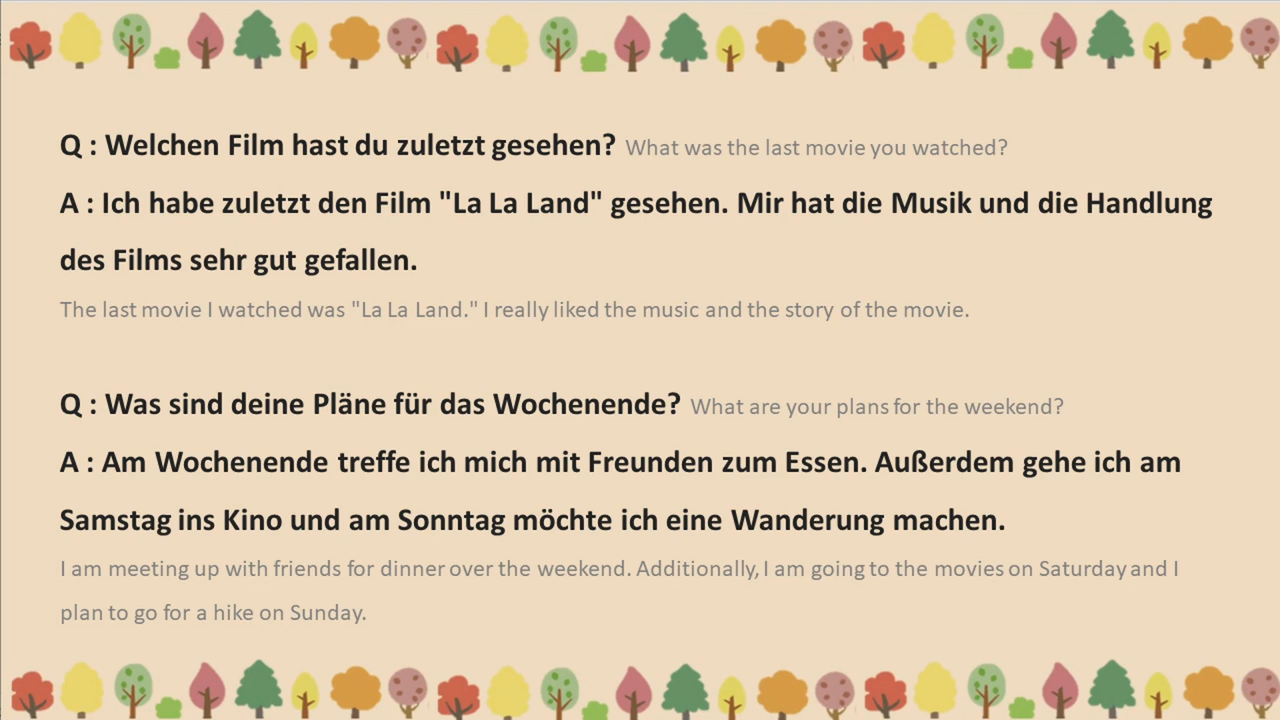 Q : Welchen Film hast du zuletzt gesehen? What was the last movie you watched?
A : Ich habe zuletzt den Film "La La Land" gesehen. Mir hat die Musik und die Handlung
des Films sehr gut gefallen.
The last movie I watched was "La La Land." I really liked the music and the story of the movie.
Q : Was sind deine Pläne für das Wochenende? What are your plans for the weekend?
A : Am Wochenende treffe ich mich mit Freunden zum Essen. Außerdem gehe ich am
Samstag ins Kino und am Sonntag möchte ich eine Wanderung machen.
I am meeting up with friends for dinner over the weekend. Additionally, I am going to the movies on Saturday and I
plan to go for a hike on Sunday.